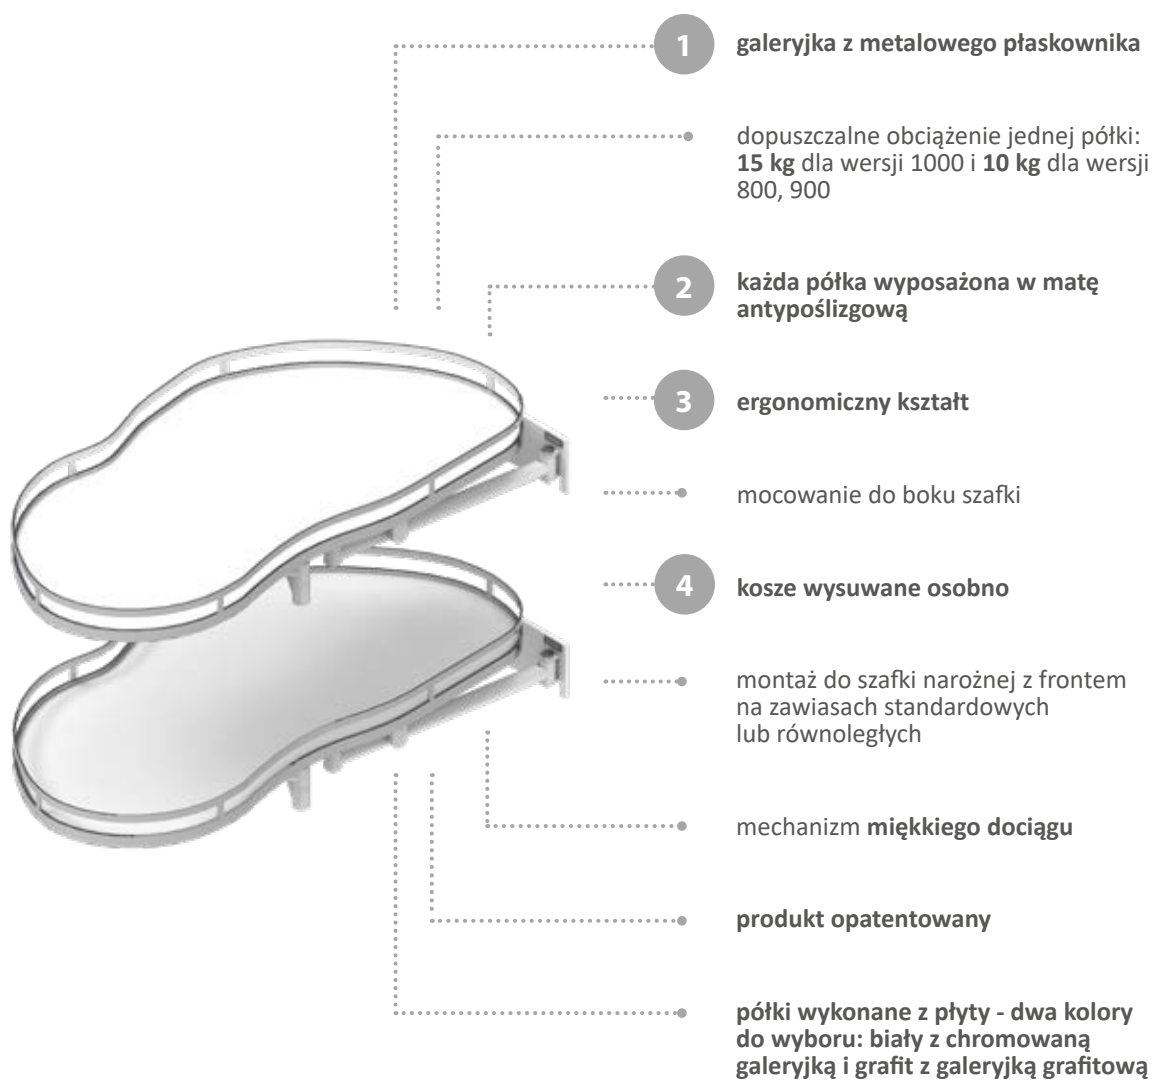 1 galeryjka z metalowego płaskownika
dopuszczalne obciążenie jednej półki:
15 kg dla wersji 1000 i 10 kg dla wersji
800, 900
2 każda półka wyposażona w matę
antypoślizgową
3 ergonomiczny kształt
mocowanie do boku szafki
4 kosze wysuwane osobno
montaż do szafki narożnej z frontem
na zawiasach standardowych
lub równoległych
mechanizm miękkiego dociągu
produkt opatentowany
półki wykonane z płyty - dwa kolory
do wyboru: biały z chromowaną
galeryjką i grafit z galeryjką grafitową